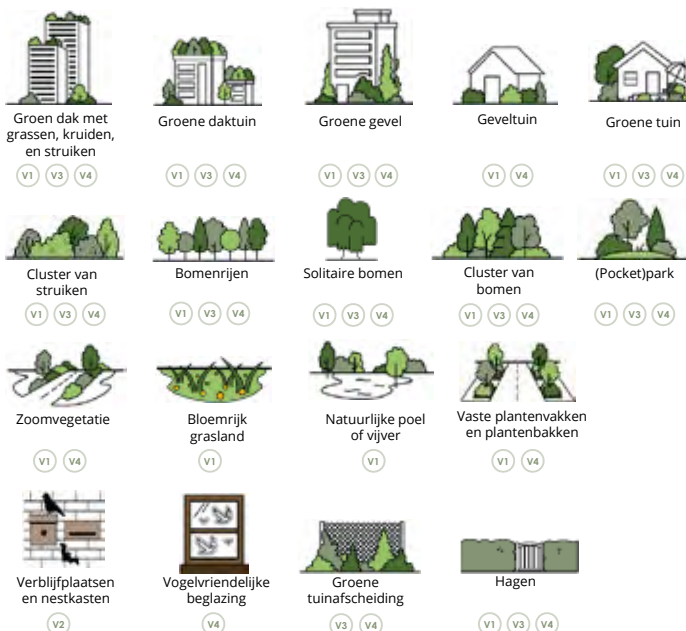 Groen dak met
grassen, kruiden,
en struiken
V1 V3 V4
Groene daktuin
V1 V3 V4
Groene gevel
V1 V3 V4
Geveltuin
V1 V4
Groene tuin
V1 V3 V4
Cluster van
struiken
V1 V3 V4
Bomenrijen
V1 V3 V4
Solitaire bomen
V1 V3 V4
Cluster van
bomen
V1 V3 V4
(Pocket)park
V1 V3 V4
Zoomvegetatie
V1 V4
Bloemrijk
grasland
V1
Natuurlijke poel
of vijver
V1
Vaste plantenvakken
en plantenbakken
V1 V4
Verblijfplaatsen
en nestkasten
V2
Vogelvriendelijke
beglazing
V4
Groene
tuinafscheiding
V3 V4
Hagen
V1 V3 V4